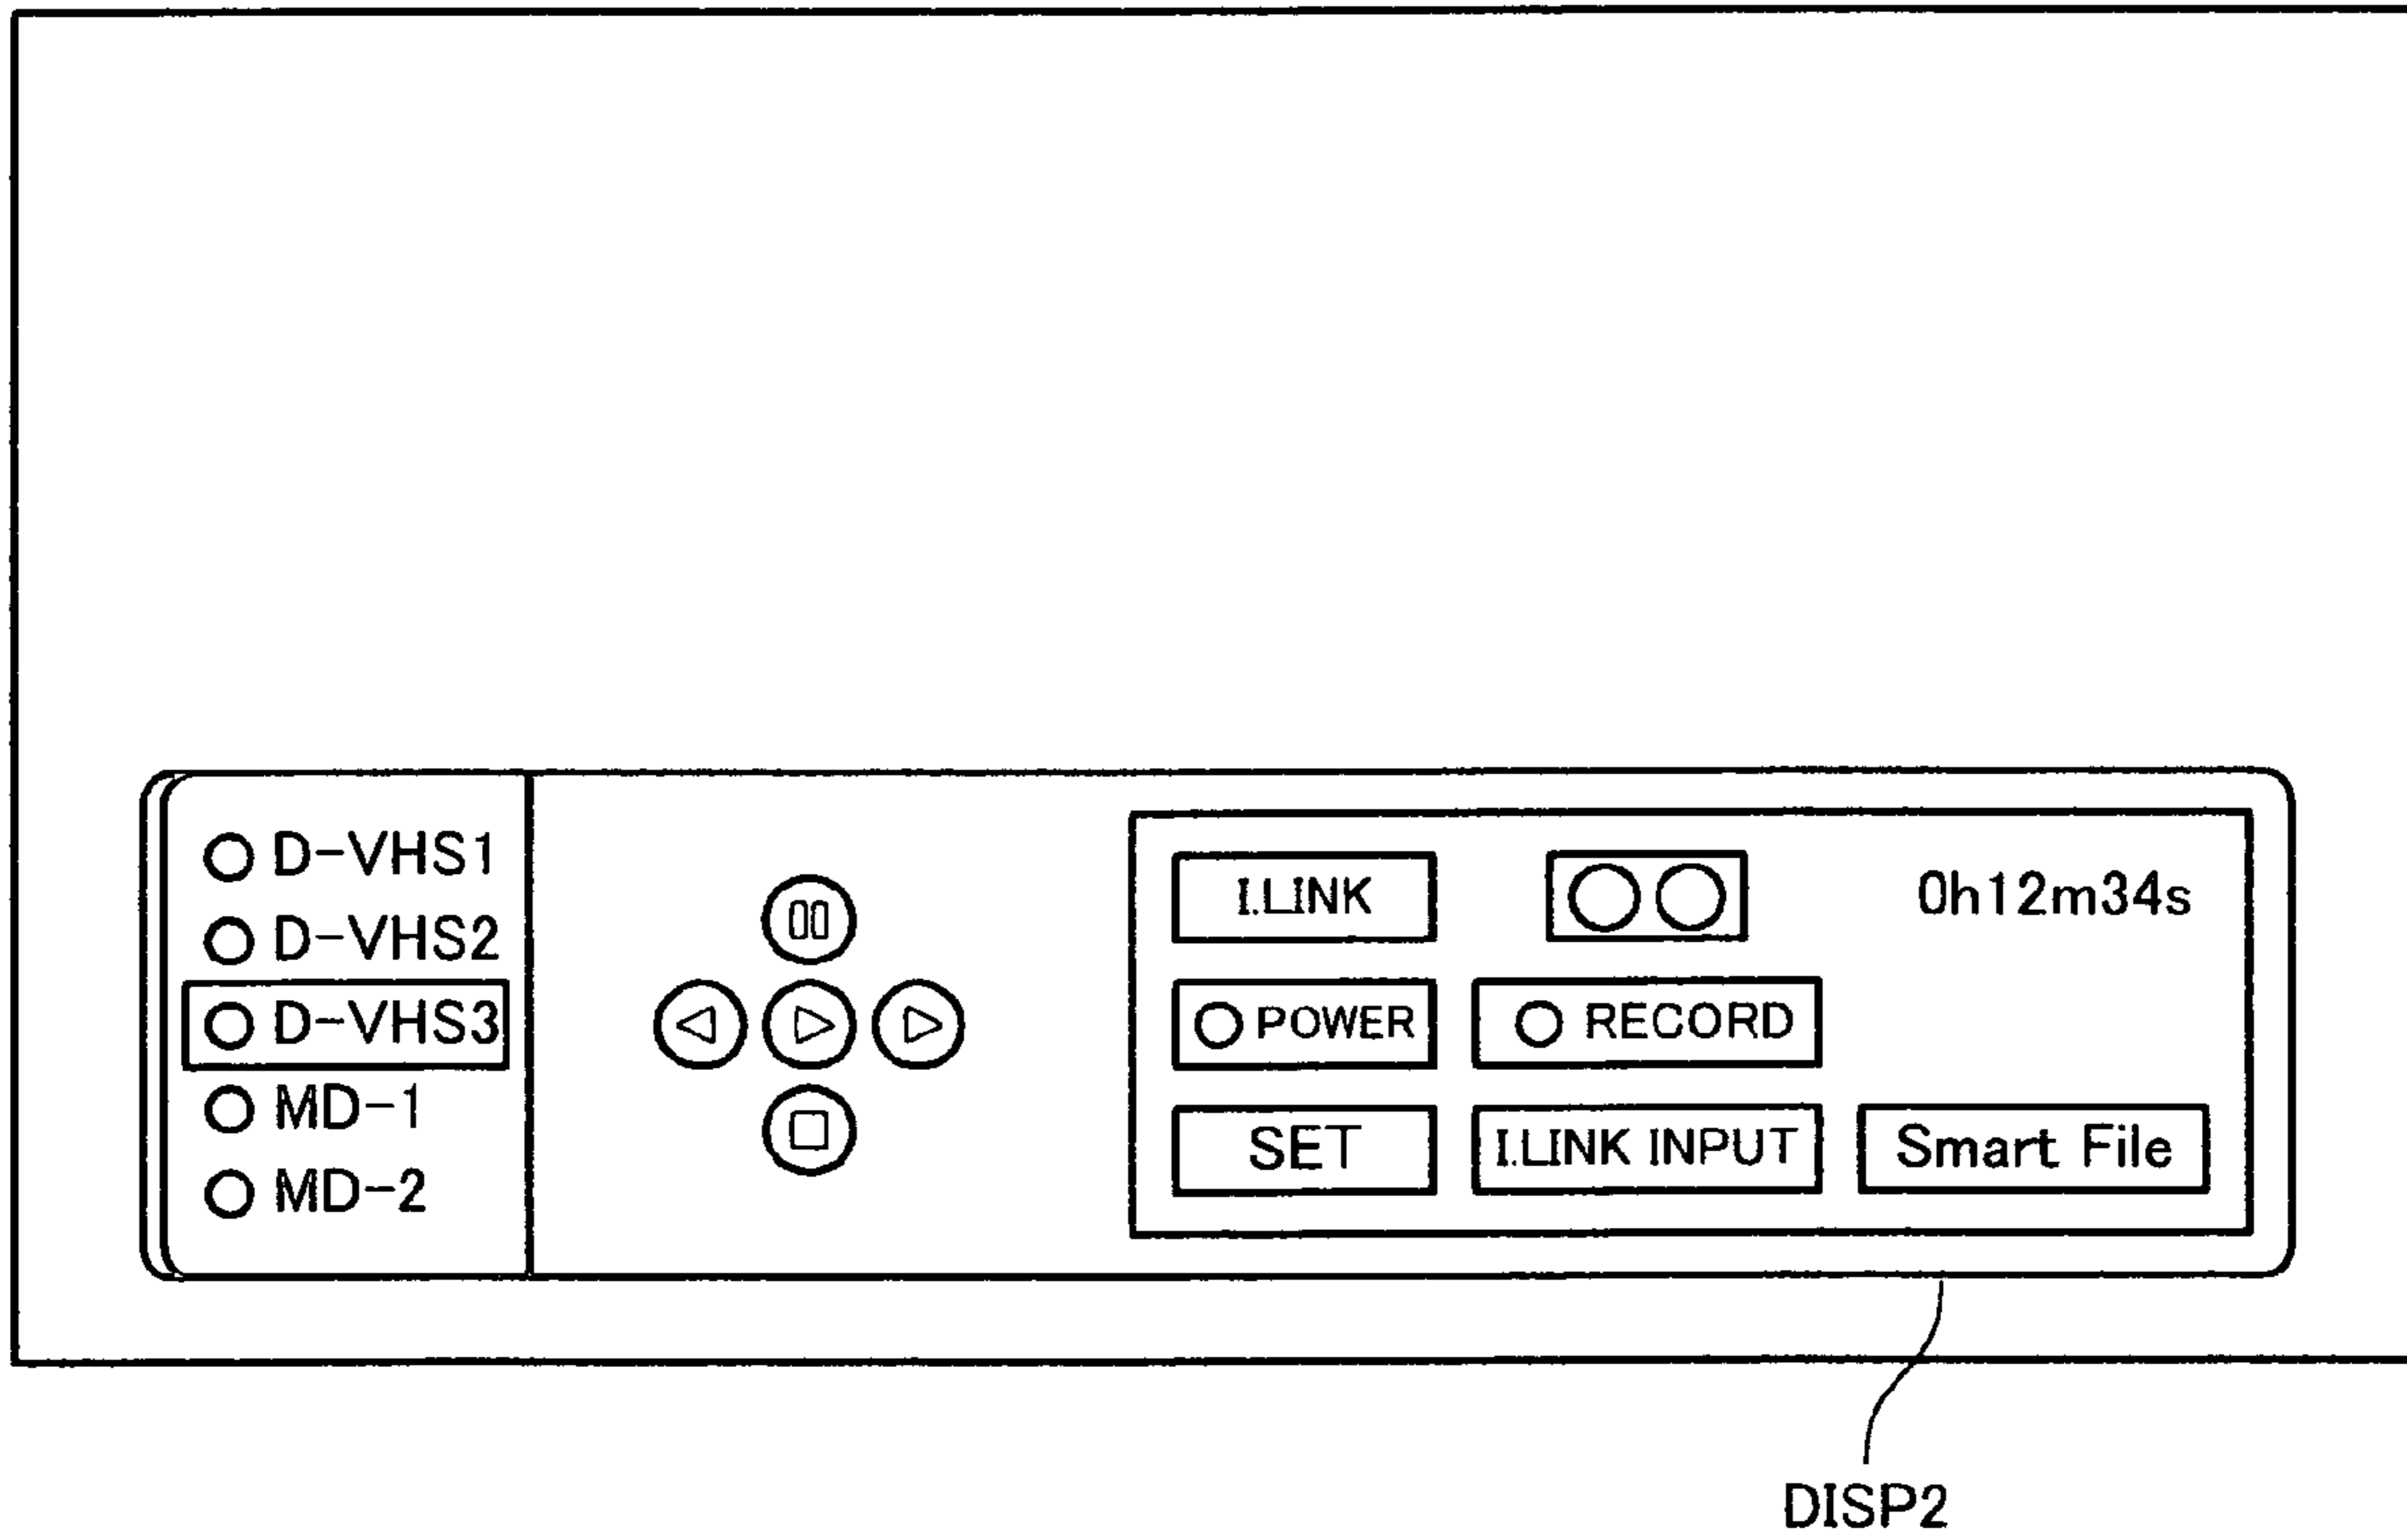 D-VHS1
D-VHS2
D-VHS3
MD-1
MD-2
I.LINK
0h12m34s
POWER
RECORD
SET
I.LINK INPUT
Smart File
DISP2